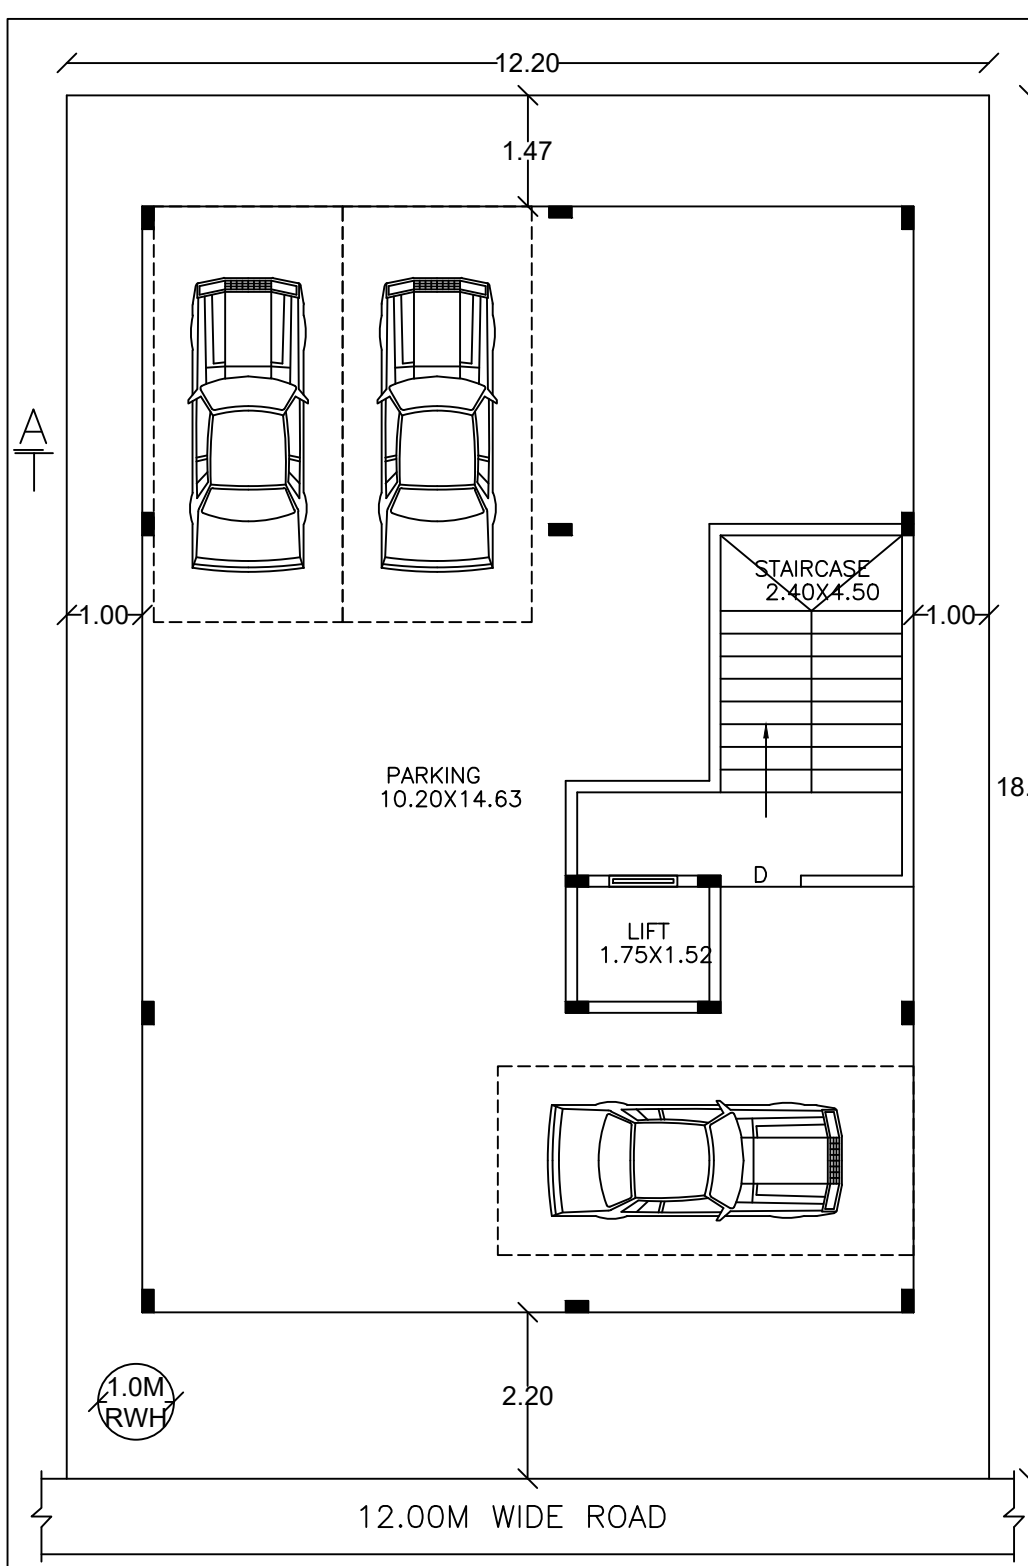 12.20
1.47
A
STAIRCASE
2.40X4.50
1.00
1.00
PARKING
10.20X14.63
18.
D
LIFT
1.75X1.52
1.0M
RWH
2.20
12.00M WIDE ROAD